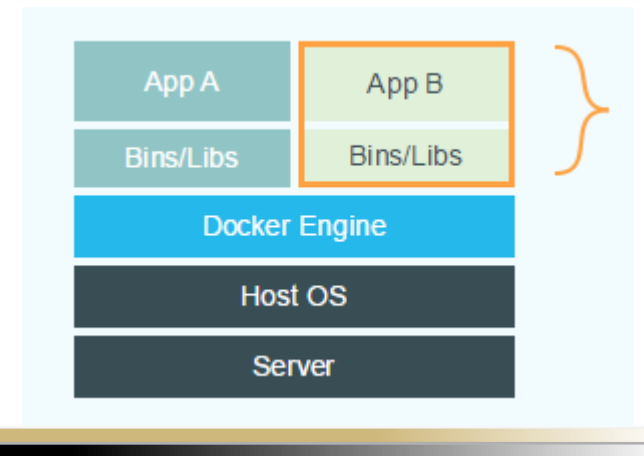 App A App B
Bins/Libs Bins/Libs
Docker Engine
Host OS
Server